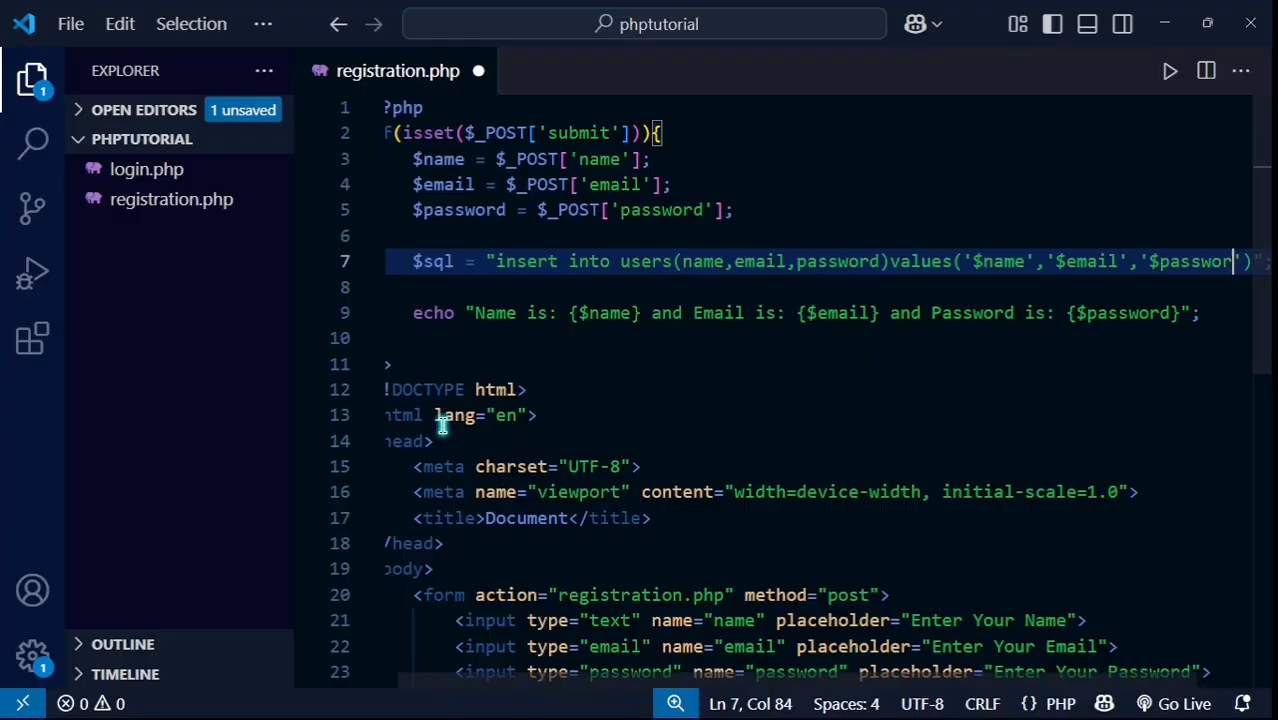 File Edit Selection ··· phptutorial
EXPLORER ··· registration.php
OPEN EDITORS 1 unsaved
PHPTUTORIAL
login.php
registration.php
1 ?php
2 f(isset($_POST['submit'])){
3 $name = $_POST['name'];
4 $email = $_POST['email'];
5 $password = $_POST['password'];
6
7 $sql = "insert into users(name,email,password)values('$name','$email','$passwor')";
8
9 echo "Name is: {$name} and Email is: {$email} and Password is: {$password}";
10
11 >
12 !DOCTYPE html>
13 html lang="en">
14 head>
15 <meta charset="UTF-8">
16 <meta name="viewport" content="width=device-width, initial-scale=1.0">
17 <title>Document</title>
18 /head>
19 body>
20 <form action="registration.php" method="post">
21 <input type="text" name="name" placeholder="Enter Your Name">
22 <input type="email" name="email" placeholder="Enter Your Email">
23 <input type="password" name="password" placeholder="Enter Your Password">
1
OUTLINE
TIMELINE
1
0 0 Ln 7, Col 84 Spaces: 4 UTF-8 CRLF {} PHP Go Live